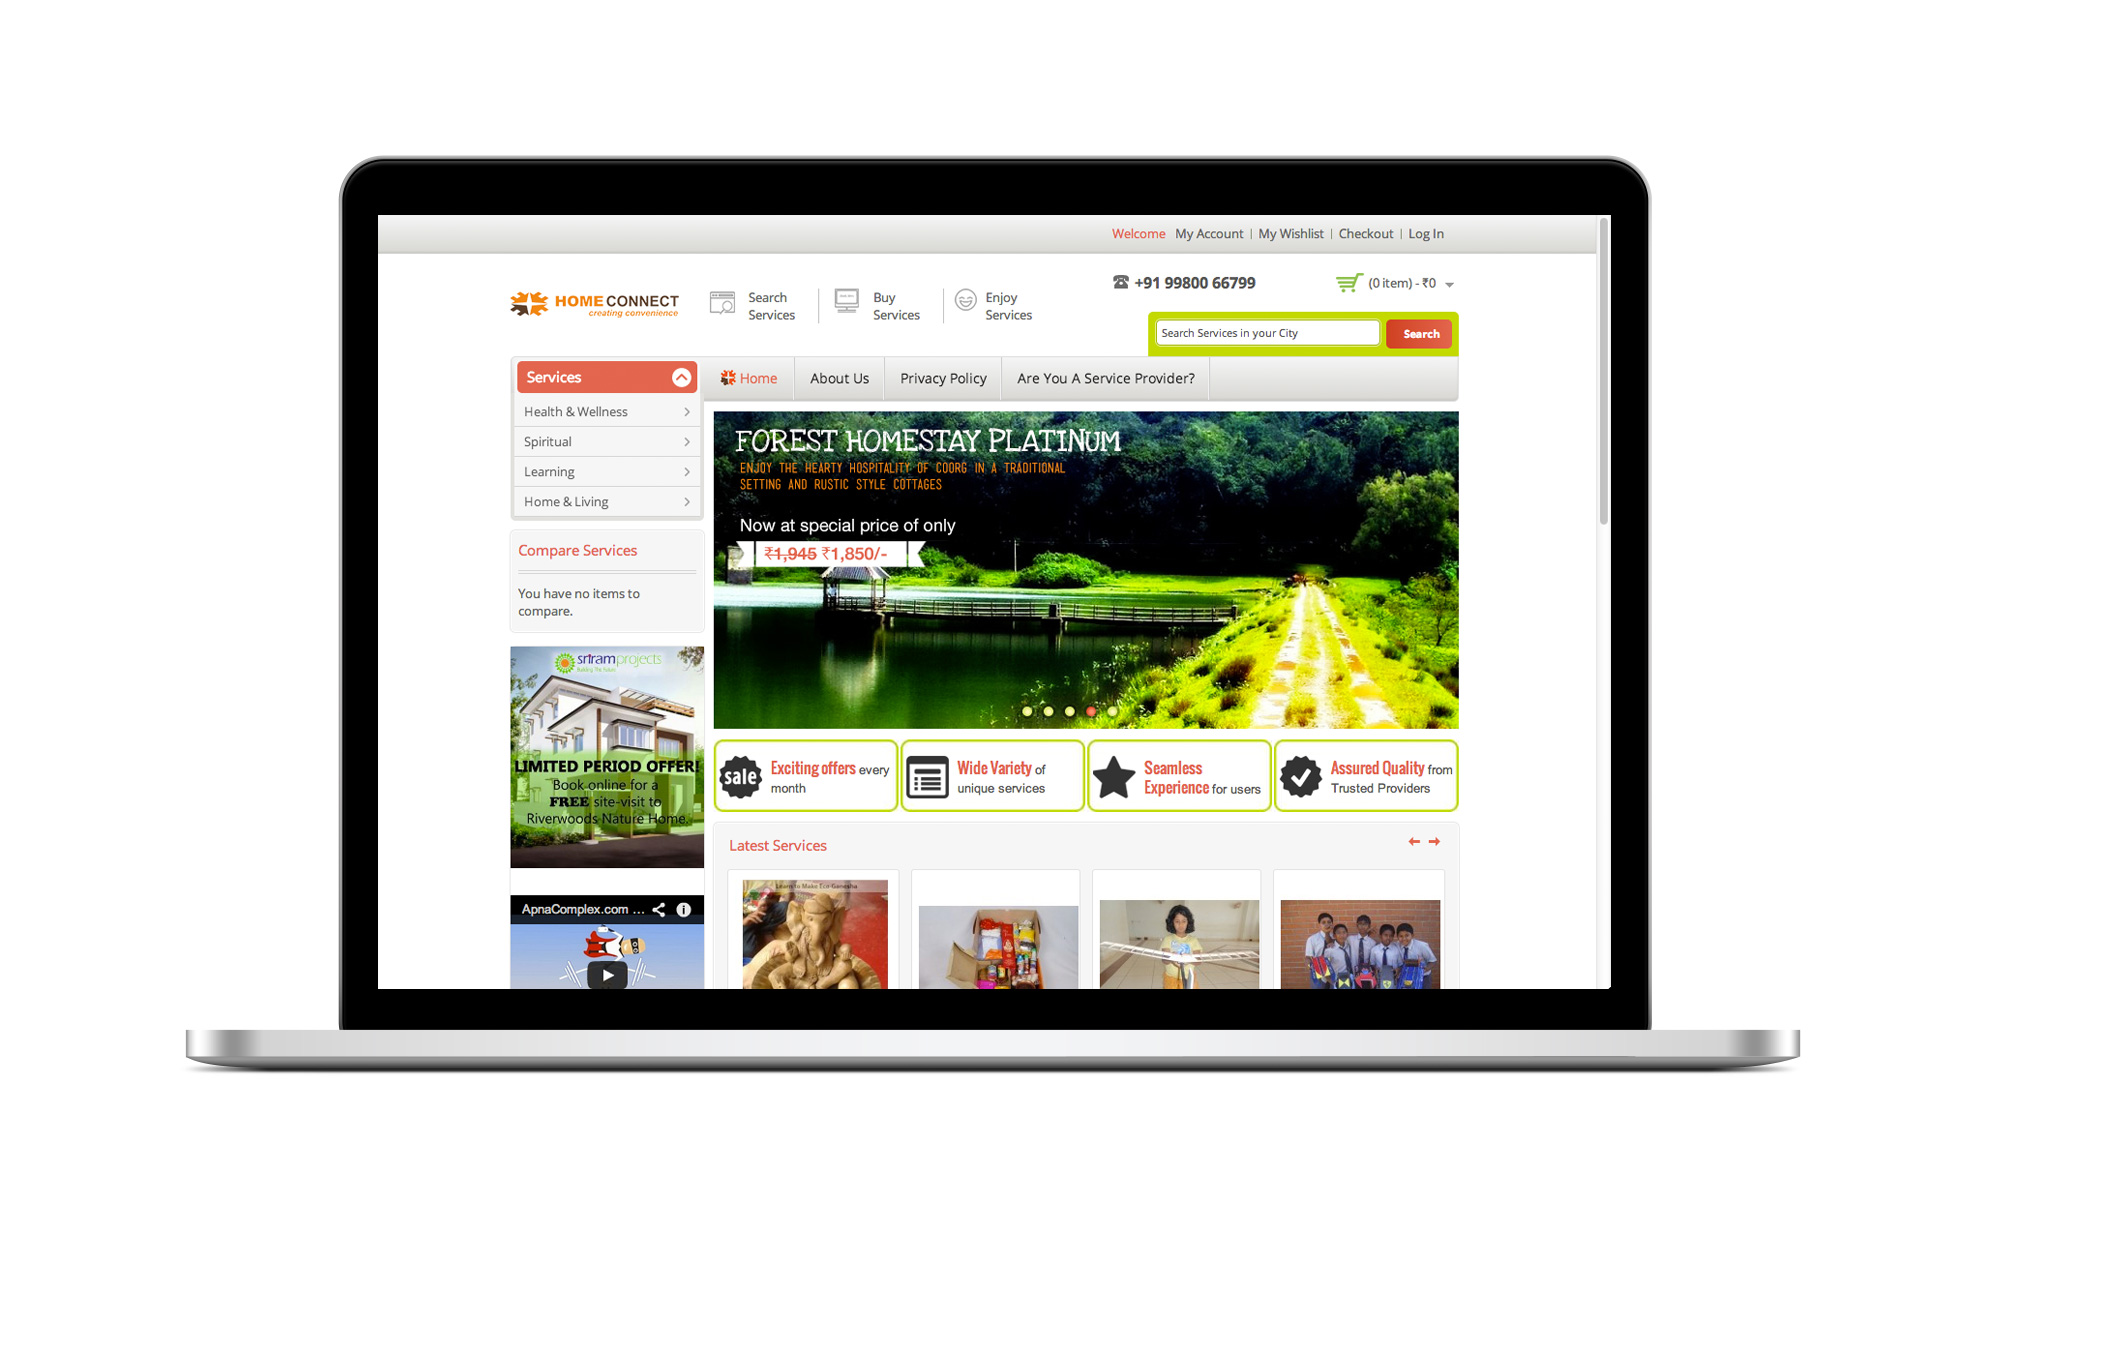 Welcome My Account | My Wishlist | Checkout | Log In
+91 99800 66799
(0 item) - ₹0
HOME CONNECT
creating convenience
Search
Services
Buy
Services
Enjoy
Services
Search Services in your City
Search
Services
Home
About Us
Privacy Policy
Are You A Service Provider?
Health & Wellness
Spiritual
Learning
Home & Living
Compare Services
You have no items to
compare.
FOREST HOMESTAY PLATINUM
ENJOY THE HEARTY HOSPITALITY OF COORG IN A TRADITIONAL
SETTING AND RUSTIC STYLE COTTAGES
Now at special price of only
₹1,945 ₹1,850/-
srtramprojects
Building The Future
LIMITED PERIOD OFFER!
Book online for a
FREE site-visit to
Riverwoods Nature Home.
sale
Exciting offers every
month
Wide Variety of
unique services
Seamless
Experience for users
Assured Quality from
Trusted Providers
Latest Services
Learn to Make Eco-Ganesha
ApnaComplex.com ...